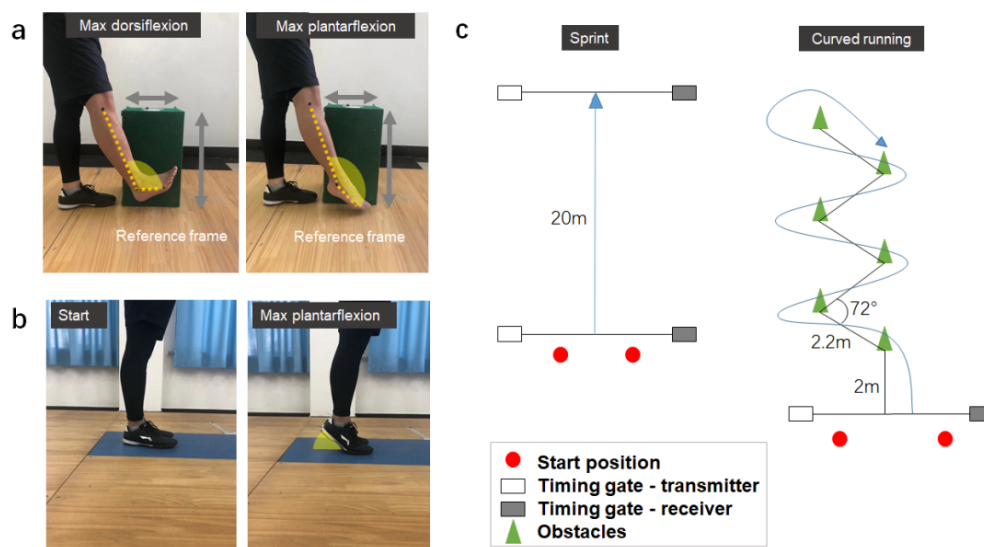 a
Max dorsiflexion
Max plantarflexion
Reference frame
Reference frame
b
Start
Max plantarflexion
c
Sprint
Curved running
20m
72°
2.2m
2m
Start position
Timing gate - transmitter
Timing gate - receiver
Obstacles